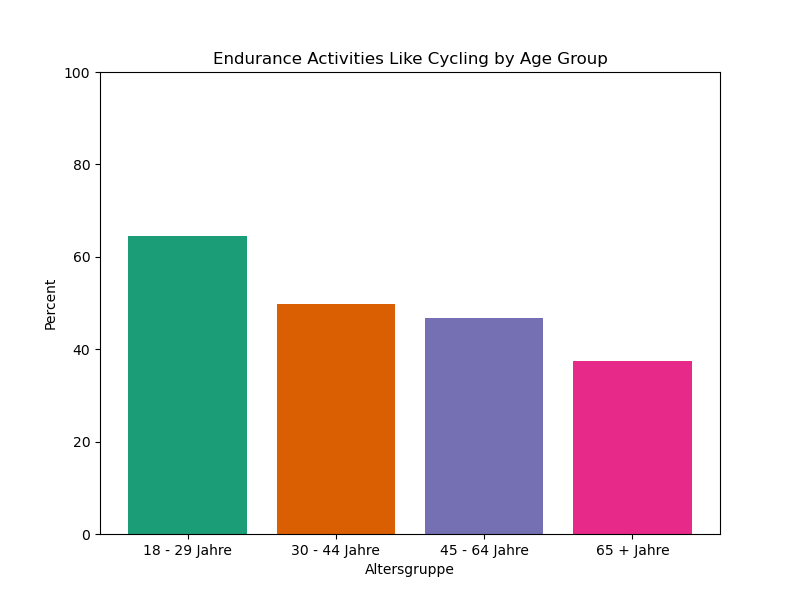 Endurance Activities Like Cycling by Age Group
100
80
60
40
20
0
Percent
18 - 29 Jahre
30 - 44 Jahre
45 - 64 Jahre
65 + Jahre
Altersgruppe